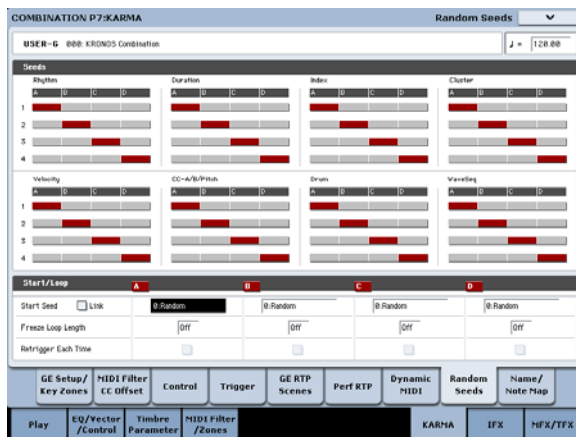 COMBINATION P7:KARMA Random Seeds
USER-G 000: KRONOS Combination ♩ = 120.00
Seeds
Rhythm Duration Index Cluster
A B C D A B C D A B C D A B C D
1
2
3
4
Velocity CC-A/B/Pitch Drum WaveSeq
A B C D A B C D A B C D A B C D
1
2
3
4
Start/Loop A B C D
Start Seed Link 0:Random 0:Random 0:Random 0:Random
Freeze Loop Length Off Off Off Off
Retrigger Each Time
GE Setup/ Key Zones MIDI Filter CC Offset Control Trigger GE RTP Scenes Perf RTP Dynamic MIDI Random Seeds Name/ Note Map
Play EQ/Vector /Control Timbre Parameter MIDI Filter /Zones KARMA IFX MFX/TFX